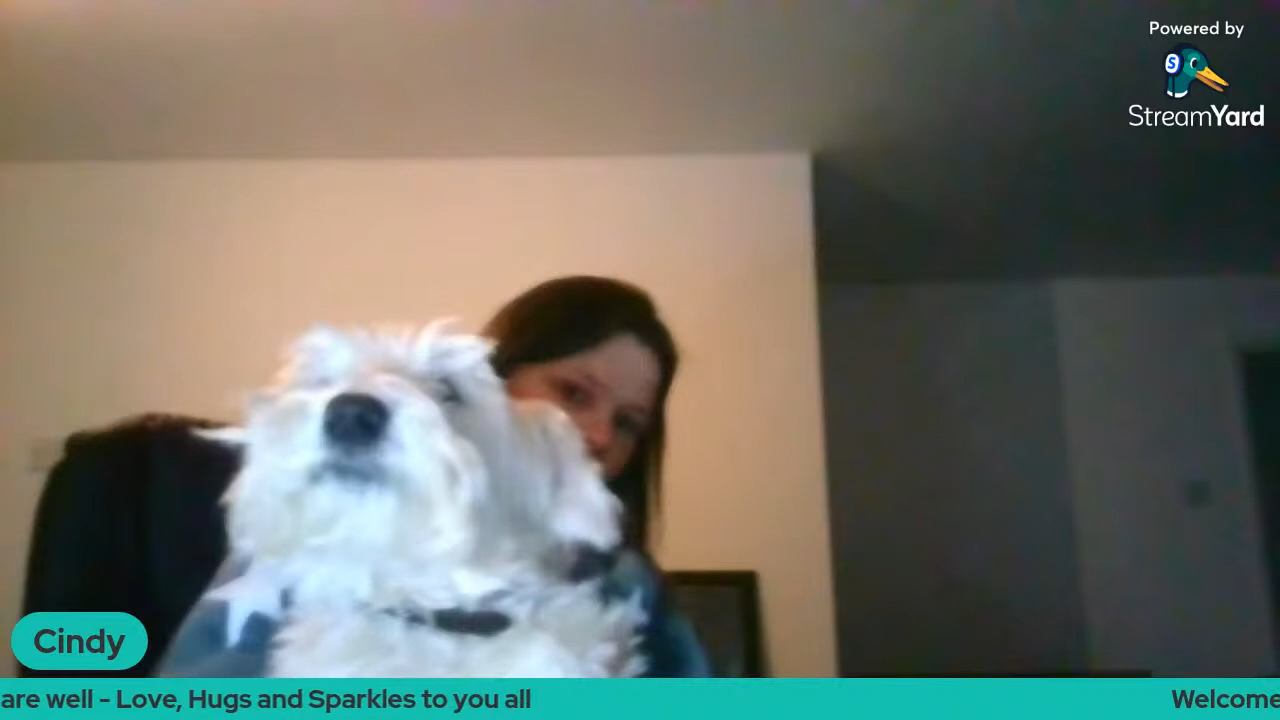 Powered by
S
StreamYard
Cindy
are well - Love, Hugs and Sparkles to you all
Welcome